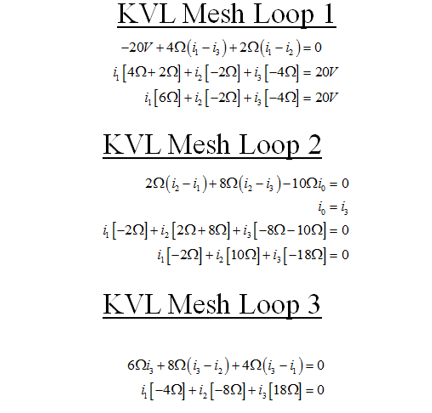 KVL Mesh Loop 1
−20V + 4Ω(i₁ − i₃) + 2Ω(i₁ − i₂) = 0
i₁[4Ω + 2Ω] + i₂[−2Ω] + i₃[−4Ω] = 20V
i₁[6Ω] + i₂[−2Ω] + i₃[−4Ω] = 20V
KVL Mesh Loop 2
2Ω(i₂ − i₁) + 8Ω(i₂ − i₃) − 10Ωi₀ = 0
i₀ = i₃
i₁[−2Ω] + i₂[2Ω + 8Ω] + i₃[−8Ω − 10Ω] = 0
i₁[−2Ω] + i₂[10Ω] + i₃[−18Ω] = 0
KVL Mesh Loop 3
6Ωi₃ + 8Ω(i₃ − i₂) + 4Ω(i₃ − i₁) = 0
i₁[−4Ω] + i₂[−8Ω] + i₃[18Ω] = 0